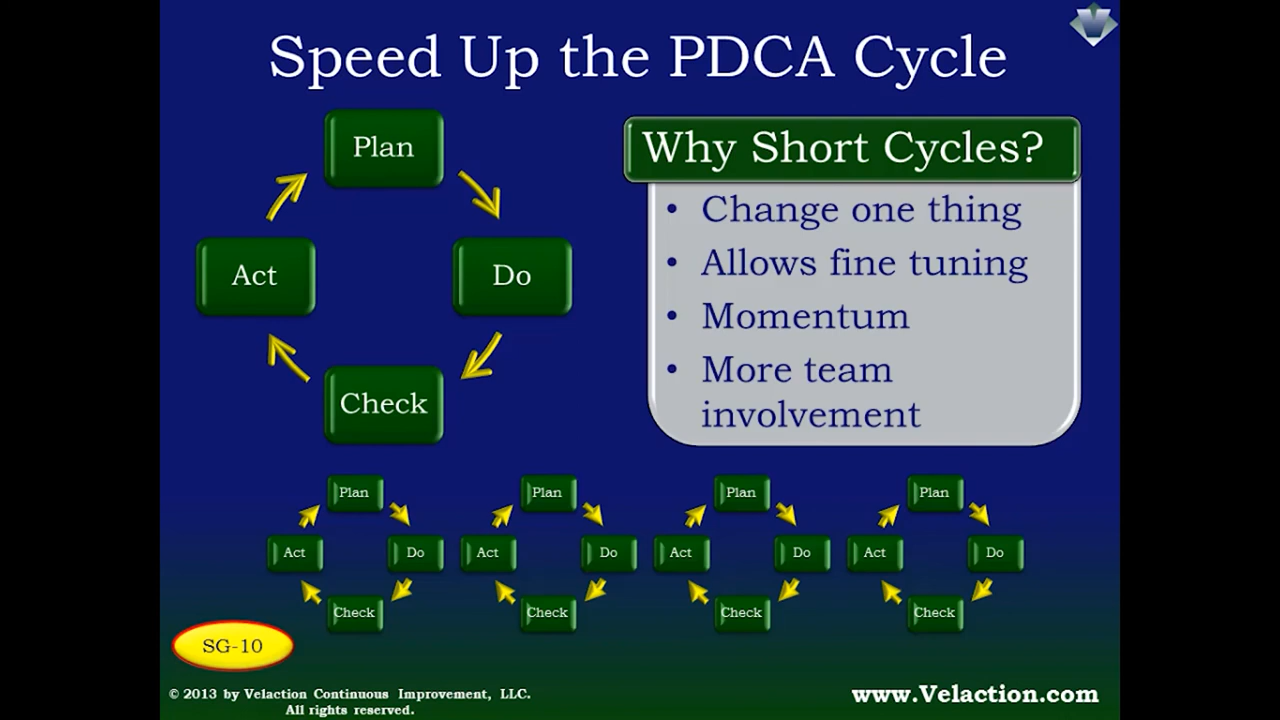 Speed Up the PDCA Cycle
Plan
Act
Do
Check
Why Short Cycles?
• Change one thing
• Allows fine tuning
• Momentum
• More team
involvement
Plan
Act
Do
Check
Plan
Act
Do
Check
Plan
Act
Do
Check
Plan
Act
Do
Check
SG-10
© 2013 by Velaction Continuous Improvement, LLC.
All rights reserved.
www.Velaction.com